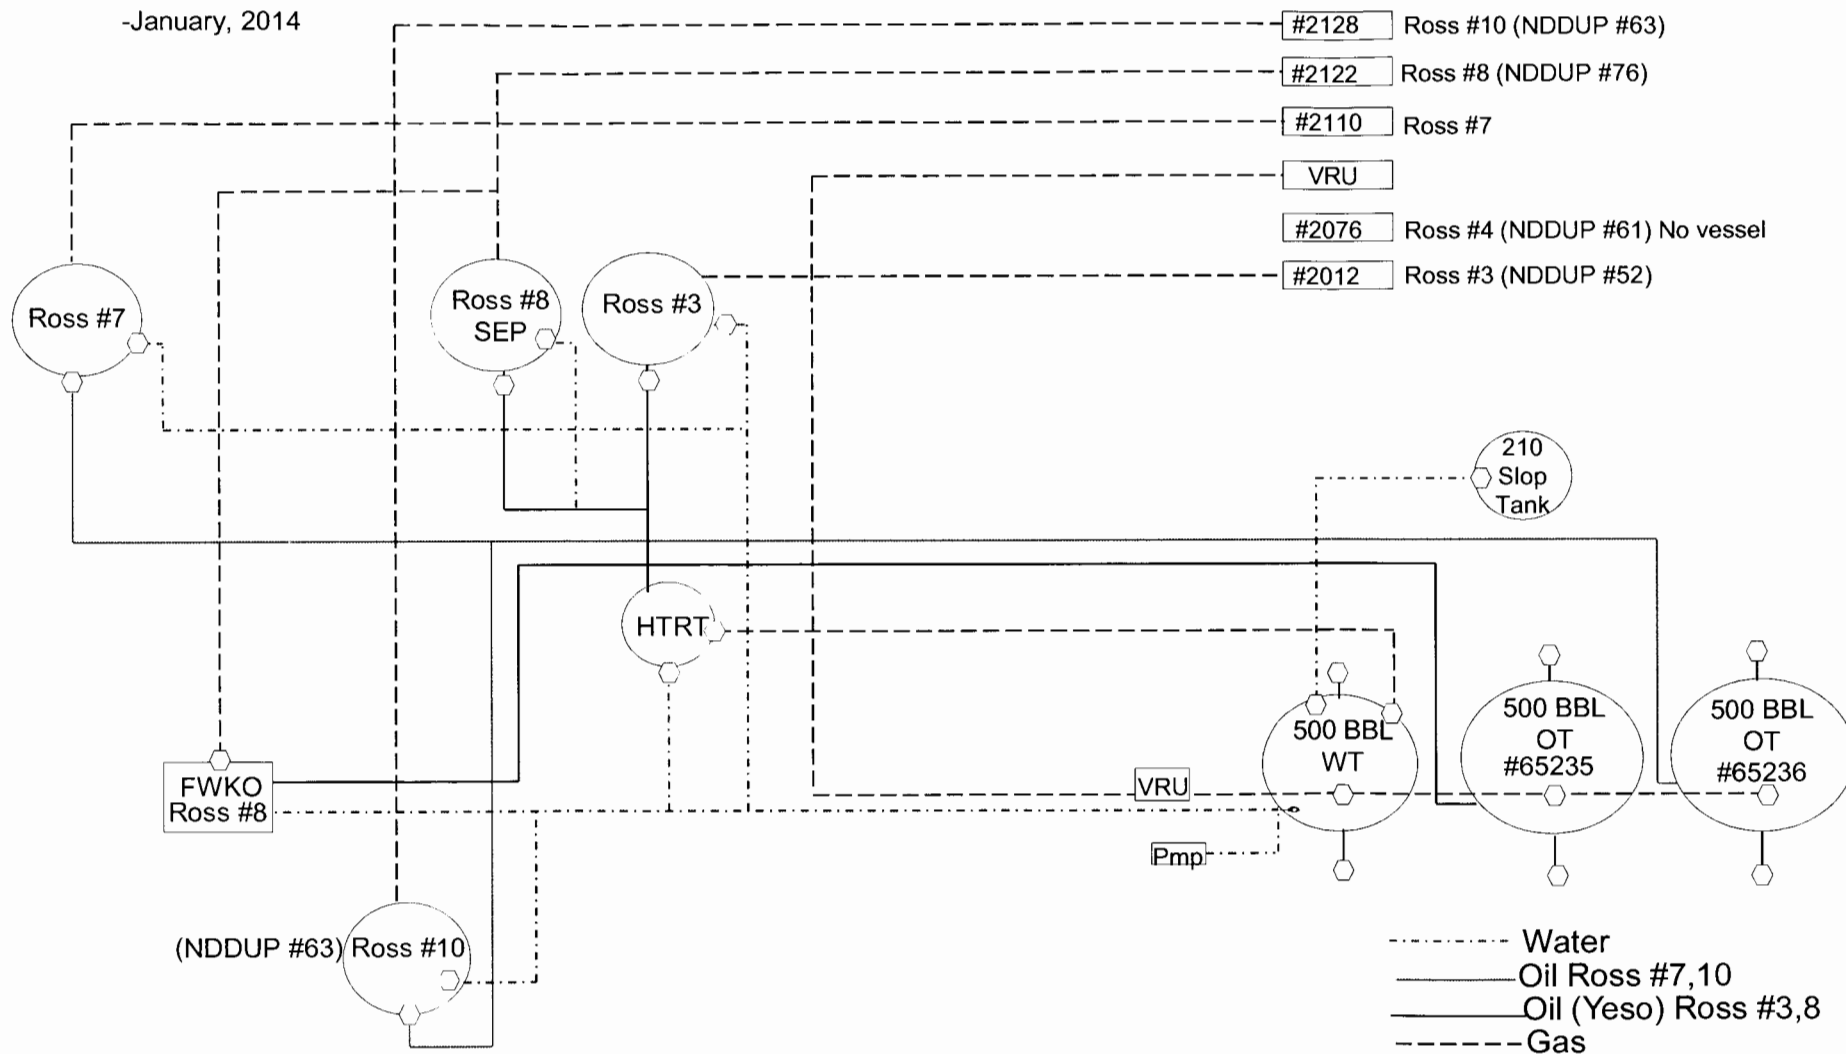 -January, 2014
#2128 Ross #10 (NDDUP #63)
#2122 Ross #8 (NDDUP #76)
#2110 Ross #7
VRU
#2076 Ross #4 (NDDUP #61) No vessel
#2012 Ross #3 (NDDUP #52)
Ross #7
Ross #8
SEP
Ross #3
210
Slop
Tank
HTRT
500 BBL
WT
500 BBL
OT
#65235
500 BBL
OT
#65236
FWKO
Ross #8
VRU
Pmp
(NDDUP #63) Ross #10
Water
Oil Ross #7,10
Oil (Yeso) Ross #3,8
Gas